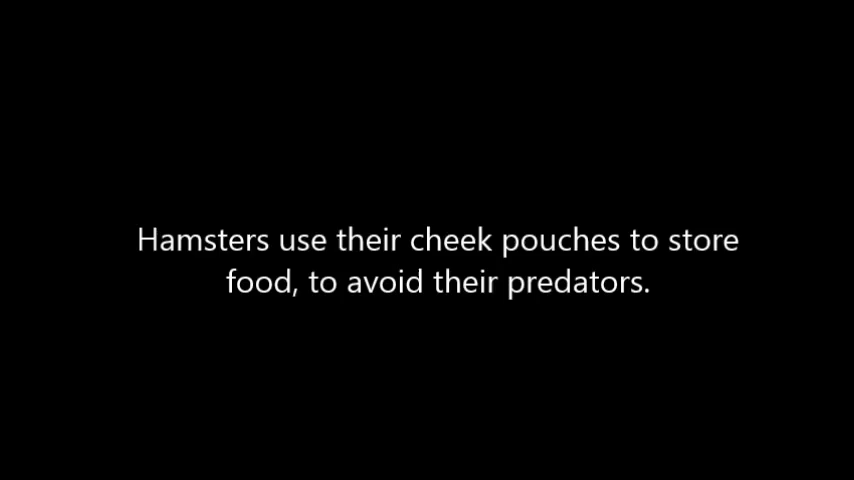 Hamsters use their cheek pouches to store
food, to avoid their predators.